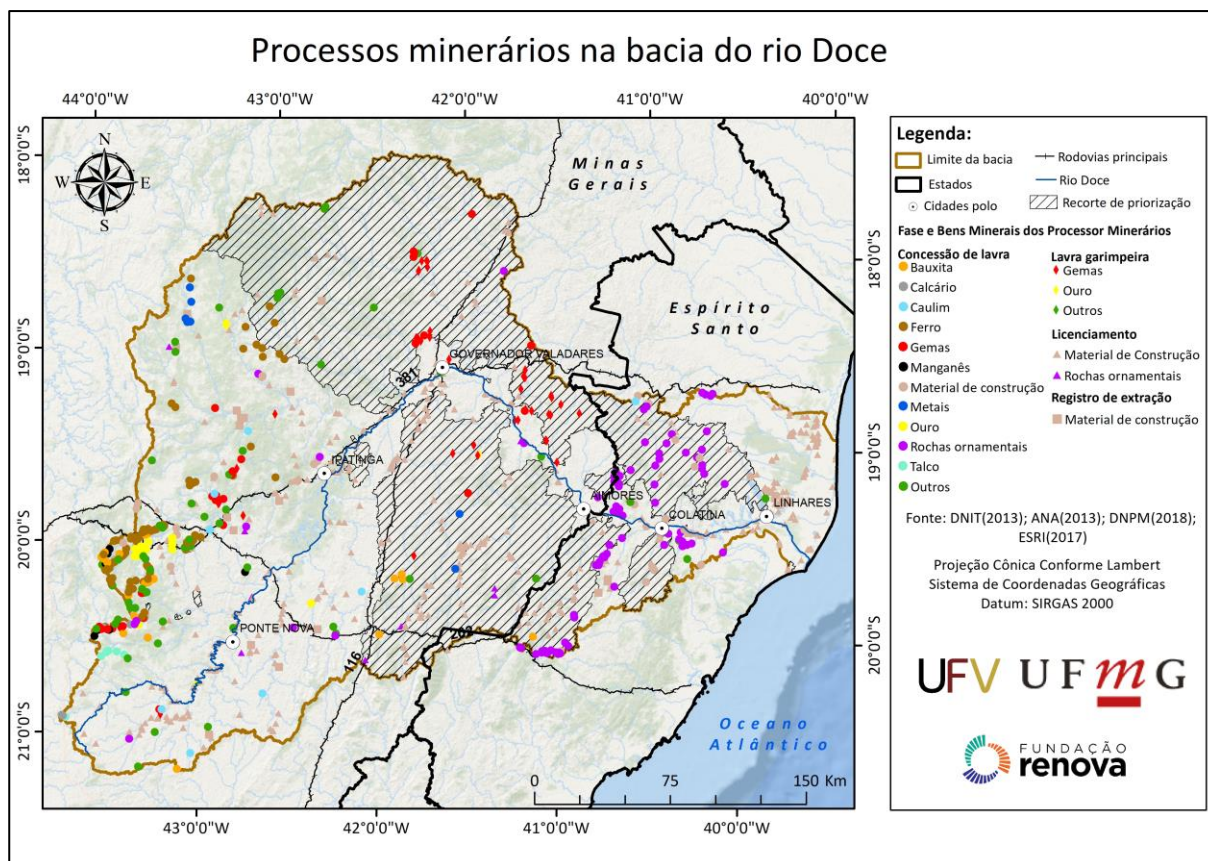 Processos minerários na bacia do rio Doce
44°0'0"W
43°0'0"W
42°0'0"W
41°0'0"W
40°0'0"W
18°0'0"S
19°0'0"S
20°0'0"S
21°0'0"S
18°0'0"S
19°0'0"S
20°0'0"S
43°0'0"W
42°0'0"W
41°0'0"W
40°0'0"W
N
W
E
S
Minas
Gerais
Espírito
Santo
GOVERNADOR VALADARES
381
IPATINGA
AIMORÉS
COLATINA
LINHARES
PONTE NOVA
262
116
Oceano
Atlântico
0
75
150 Km
Legenda:
Limite da bacia
Rodovias principais
Estados
Rio Doce
Cidades polo
Recorte de priorização
Fase e Bens Minerais dos Processor Minerários
Concessão de lavra
Bauxita
Calcário
Caulim
Ferro
Gemas
Manganês
Material de construção
Metais
Ouro
Rochas ornamentais
Talco
Outros
Lavra garimpeira
Gemas
Ouro
Outros
Licenciamento
Material de Construção
Rochas ornamentais
Registro de extração
Material de construção
Fonte: DNIT(2013); ANA(2013); DNPM(2018);
ESRI(2017)
Projeção Cônica Conforme Lambert
Sistema de Coordenadas Geográficas
Datum: SIRGAS 2000
UFV
UFmG
FUNDAÇÃO
renova